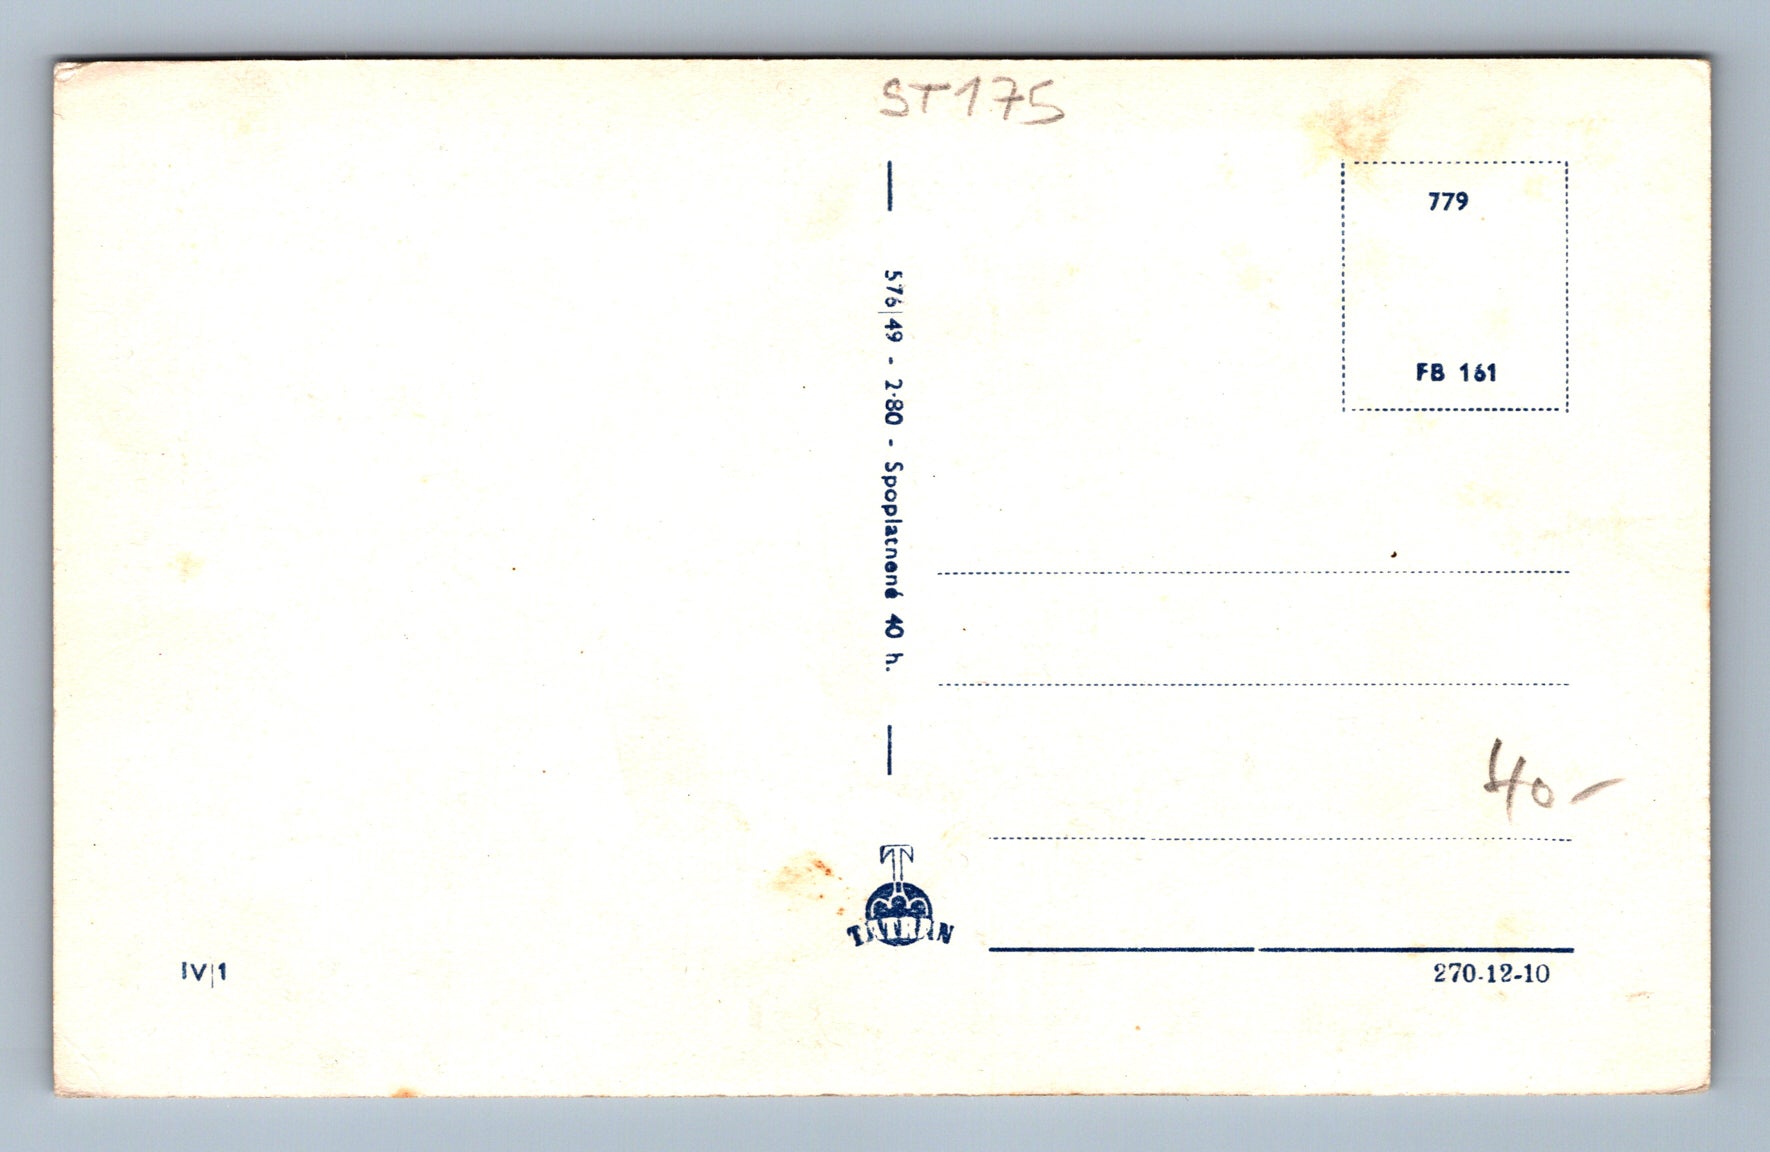 ST175
779
FB 161
576|49 - 2·80 - Spoplatnené 40 h.
40-
TATRAN
IV|1
270-12-10